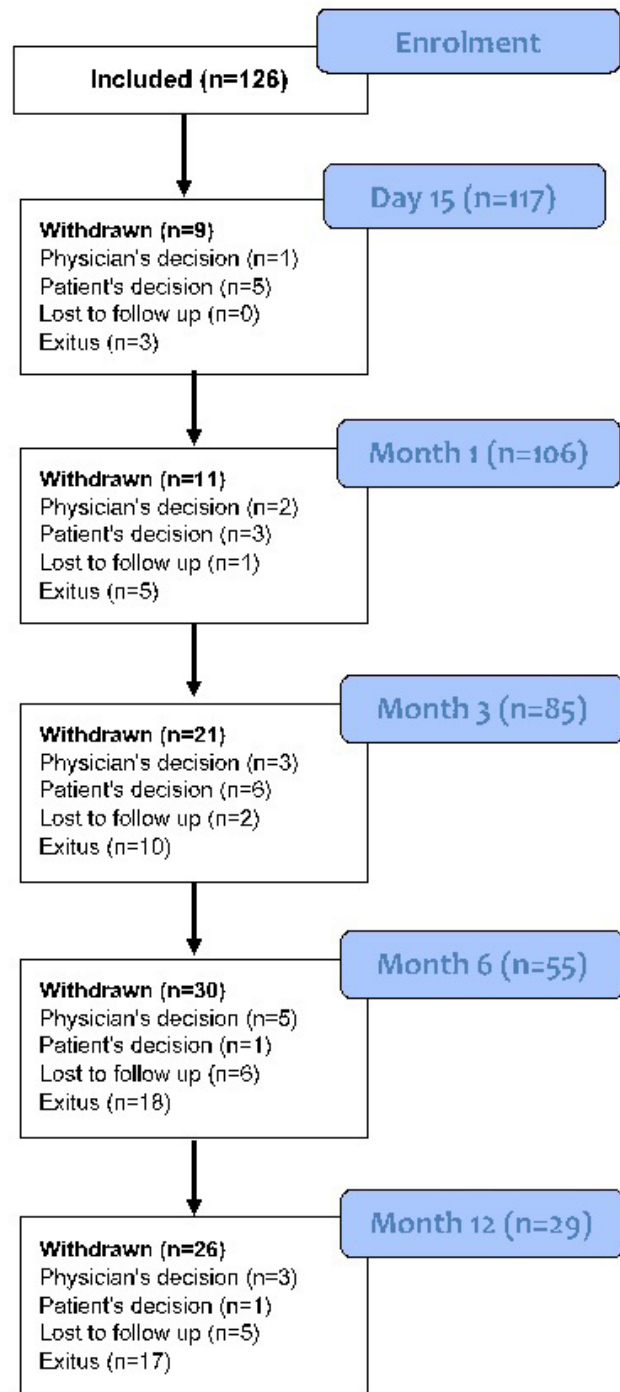 Enrolment
Included (n=126)
Day 15 (n=117)
Withdrawn (n=9)
Physician's decision (n=1)
Patient's decision (n=5)
Lost to follow up (n=0)
Exitus (n=3)
Month 1 (n=106)
Withdrawn (n=11)
Physician's decision (n=2)
Patient's decision (n=3)
Lost to follow up (n=1)
Exitus (n=5)
Month 3 (n=85)
Withdrawn (n=21)
Physician's decision (n=3)
Patient's decision (n=6)
Lost to follow up (n=2)
Exitus (n=10)
Month 6 (n=55)
Withdrawn (n=30)
Physician's decision (n=5)
Patient's decision (n=1)
Lost to follow up (n=6)
Exitus (n=18)
Month 12 (n=29)
Withdrawn (n=26)
Physician's decision (n=3)
Patient's decision (n=1)
Lost to follow up (n=5)
Exitus (n=17)